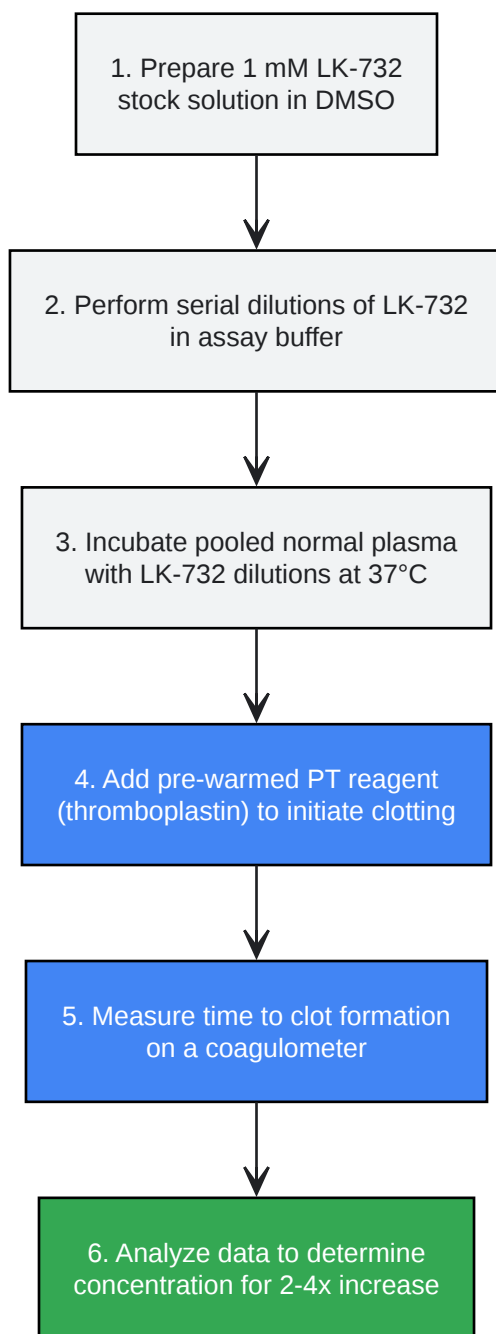 1. Prepare 1 mM LK-732
stock solution in DMSO
2. Perform serial dilutions of LK-732
in assay buffer
3. Incubate pooled normal plasma
with LK-732 dilutions at 37°C
4. Add pre-warmed PT reagent
(thromboplastin) to initiate clotting
5. Measure time to clot formation
on a coagulometer
6. Analyze data to determine
concentration for 2-4x increase